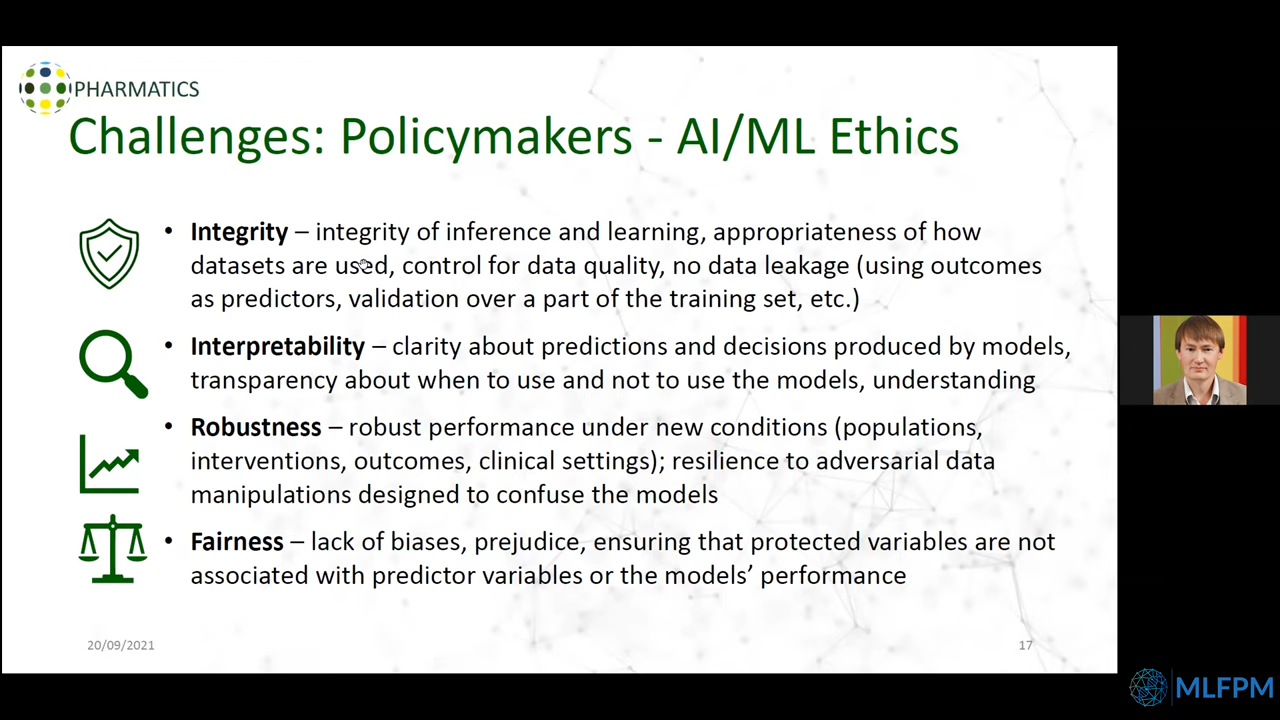 PHARMATICS
Challenges: Policymakers - AI/ML Ethics
• Integrity – integrity of inference and learning, appropriateness of how
datasets are used, control for data quality, no data leakage (using outcomes
as predictors, validation over a part of the training set, etc.)
• Interpretability – clarity about predictions and decisions produced by models,
transparency about when to use and not to use the models, understanding
• Robustness – robust performance under new conditions (populations,
interventions, outcomes, clinical settings); resilience to adversarial data
manipulations designed to confuse the models
• Fairness – lack of biases, prejudice, ensuring that protected variables are not
associated with predictor variables or the models’ performance
20/09/2021
17
MLFPM